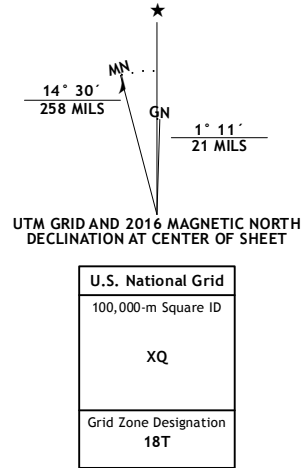 ★
MN
14° 30´
258 MILS
GN
1° 11´
21 MILS
UTM GRID AND 2016 MAGNETIC NORTH
DECLINATION AT CENTER OF SHEET
U.S. National Grid
100,000-m Square ID
XQ
Grid Zone Designation
18T